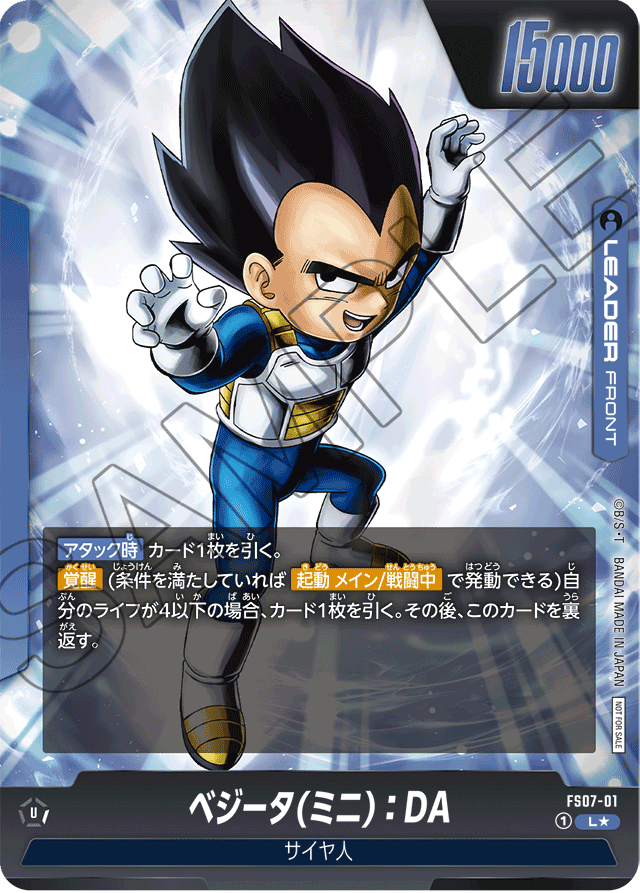 15000
LEADER FRONT
SAMPLE
アタック時 カード1枚を引く。
覚醒 (条件を満たしていれば 起動 メイン/戦闘中 で発動できる)自
分のライフが4以下の場合、カード1枚を引く。その後、このカードを裏
返す。
©B/S・T BANDAI MADE IN JAPAN
NOT FOR SALE
U
ベジータ(ミニ):DA
FS07-01
1 L★
サイヤ人